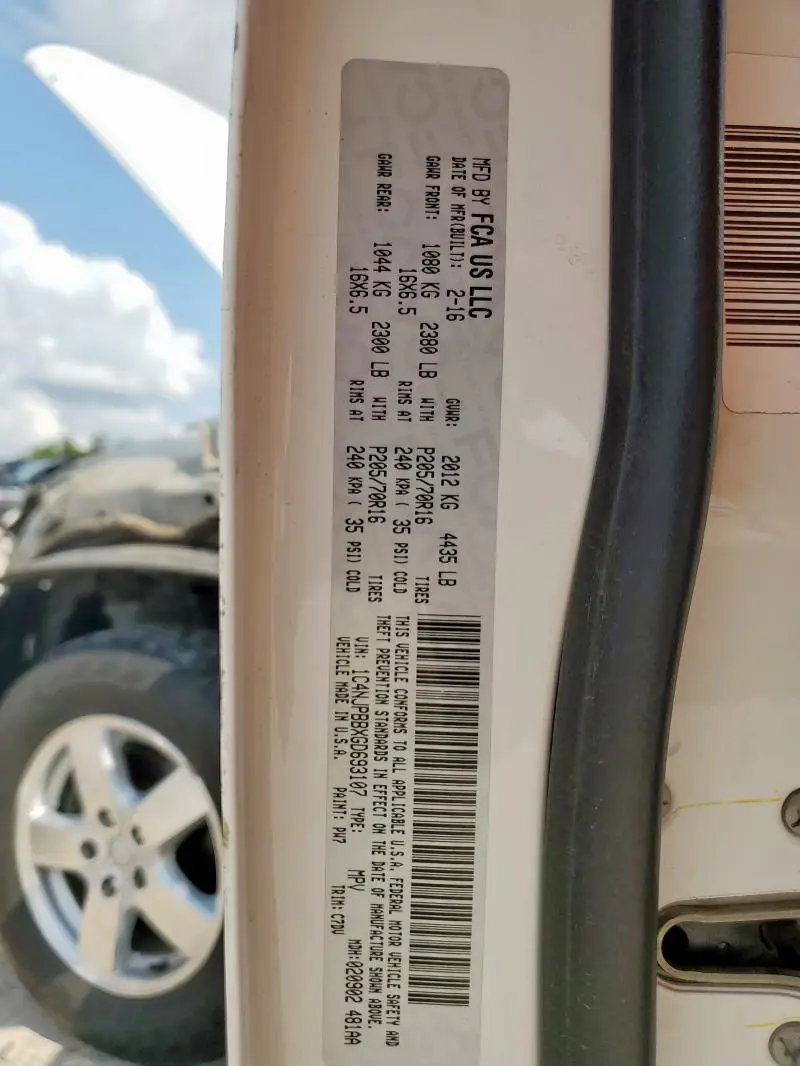 MFD BY FCA US LLC
DATE OF MFR(BUILT): 2-16 GVWR: 2012 KG 4435 LB
GAWR FRONT: 1080 KG 2380 LB WITH P205/70R16 TIRES
16X6.5 RIMS AT 240 KPA ( 35 PSI) COLD
GAWR REAR: 1044 KG 2300 LB WITH P205/70R16 TIRES
16X6.5 RIMS AT 240 KPA ( 35 PSI) COLD
THIS VEHICLE CONFORMS TO ALL APPLICABLE U.S.A. FEDERAL MOTOR VEHICLE SAFETY AND
THEFT PREVENTION STANDARDS IN EFFECT ON THE DATE OF MANUFACTURE SHOWN ABOVE.
VIN: 1C4NJPBBXGD693107 TYPE: MPV MDH:020902 481AA
VEHICLE MADE IN U.S.A. PAINT: PW7 TRIM: C7DV